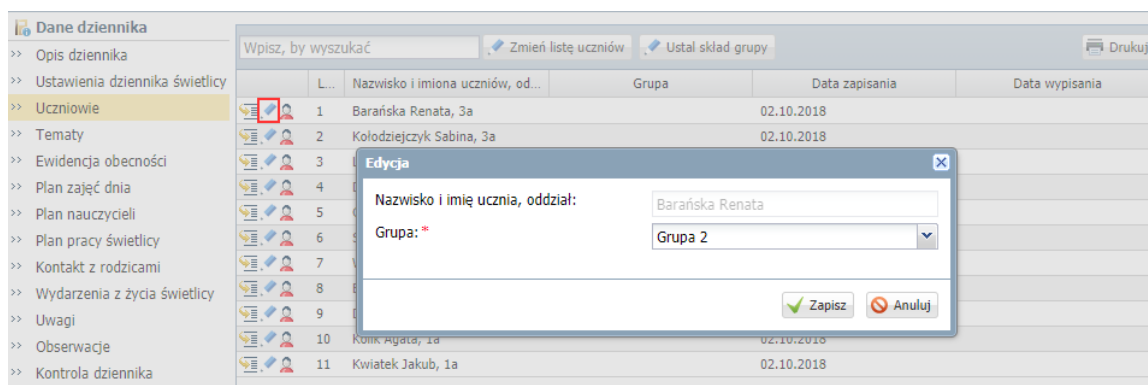 Dane dziennika
>> Opis dziennika
>> Ustawienia dziennika świetlicy
>> Uczniowie
>> Tematy
>> Ewidencja obecności
>> Plan zajęć dnia
>> Plan nauczycieli
>> Plan pracy świetlicy
>> Kontakt z rodzicami
>> Wydarzenia z życia świetlicy
>> Uwagi
>> Obserwacje
>> Kontrola dziennika
Wpisz, by wyszukać Zmień listę uczniów Ustal skład grupy Drukuj
L... Nazwisko i imiona uczniów, od... Grupa Data zapisania Data wypisania
1 Barańska Renata, 3a 02.10.2018
2 Kołodziejczyk Sabina, 3a 02.10.2018
3
4
5
6
7
8
9
10 Kolik Agata, 1a 02.10.2018
11 Kwiatek Jakub, 1a 02.10.2018
Edycja
Nazwisko i imię ucznia, oddział: Barańska Renata
Grupa: * Grupa 2
Zapisz Anuluj